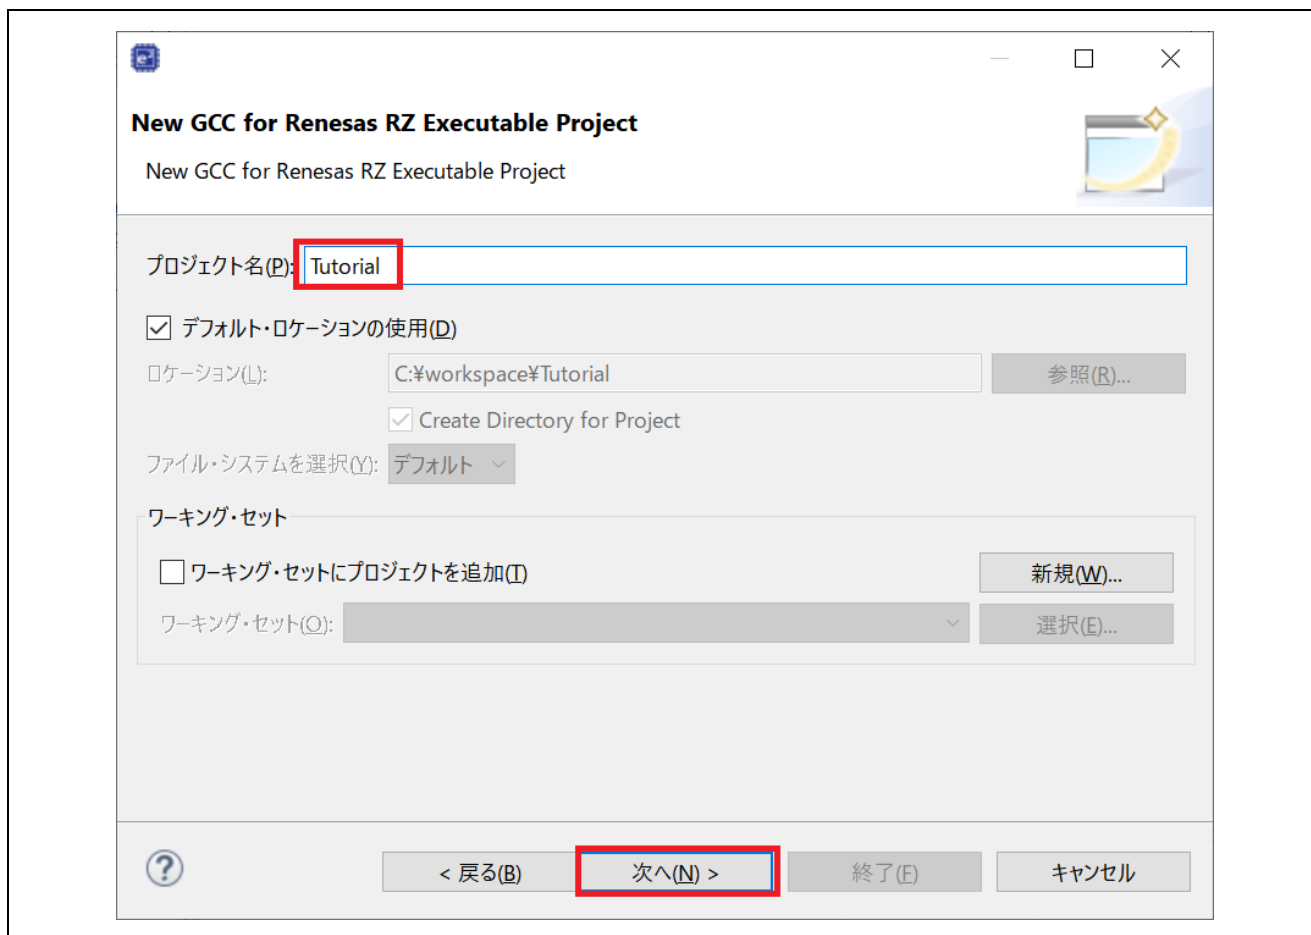 New GCC for Renesas RZ Executable Project
New GCC for Renesas RZ Executable Project
プロジェクト名(P): Tutorial
デフォルト・ロケーションの使用(D)
ロケーション(L): C:¥workspace¥Tutorial 参照(R)...
Create Directory for Project
ファイル・システムを選択(Y): デフォルト
ワーキング・セット
ワーキング・セットにプロジェクトを追加(T) 新規(W)...
ワーキング・セット(O): 選択(E)...
< 戻る(B) 次へ(N) > 終了(F) キャンセル